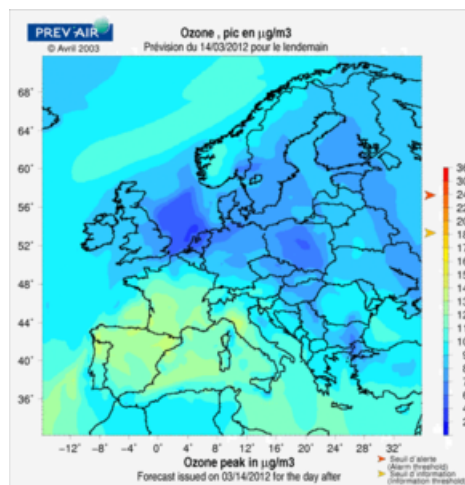 PREV'AIR
© Avril 2003
Ozone , pic en µg/m3
Prévision du 14/03/2012 pour le lendemain
68°
64°
60°
56°
52°
48°
44°
40°
36°
−12° −8° −4° 0° 4° 8° 12° 16° 20° 24° 28° 32°
Ozone peak in µg/m3
Forecast issued on 03/14/2012 for the day after
Seuil d'alerte
(Alarm threshold)
Seuil d'information
(Information threshold)